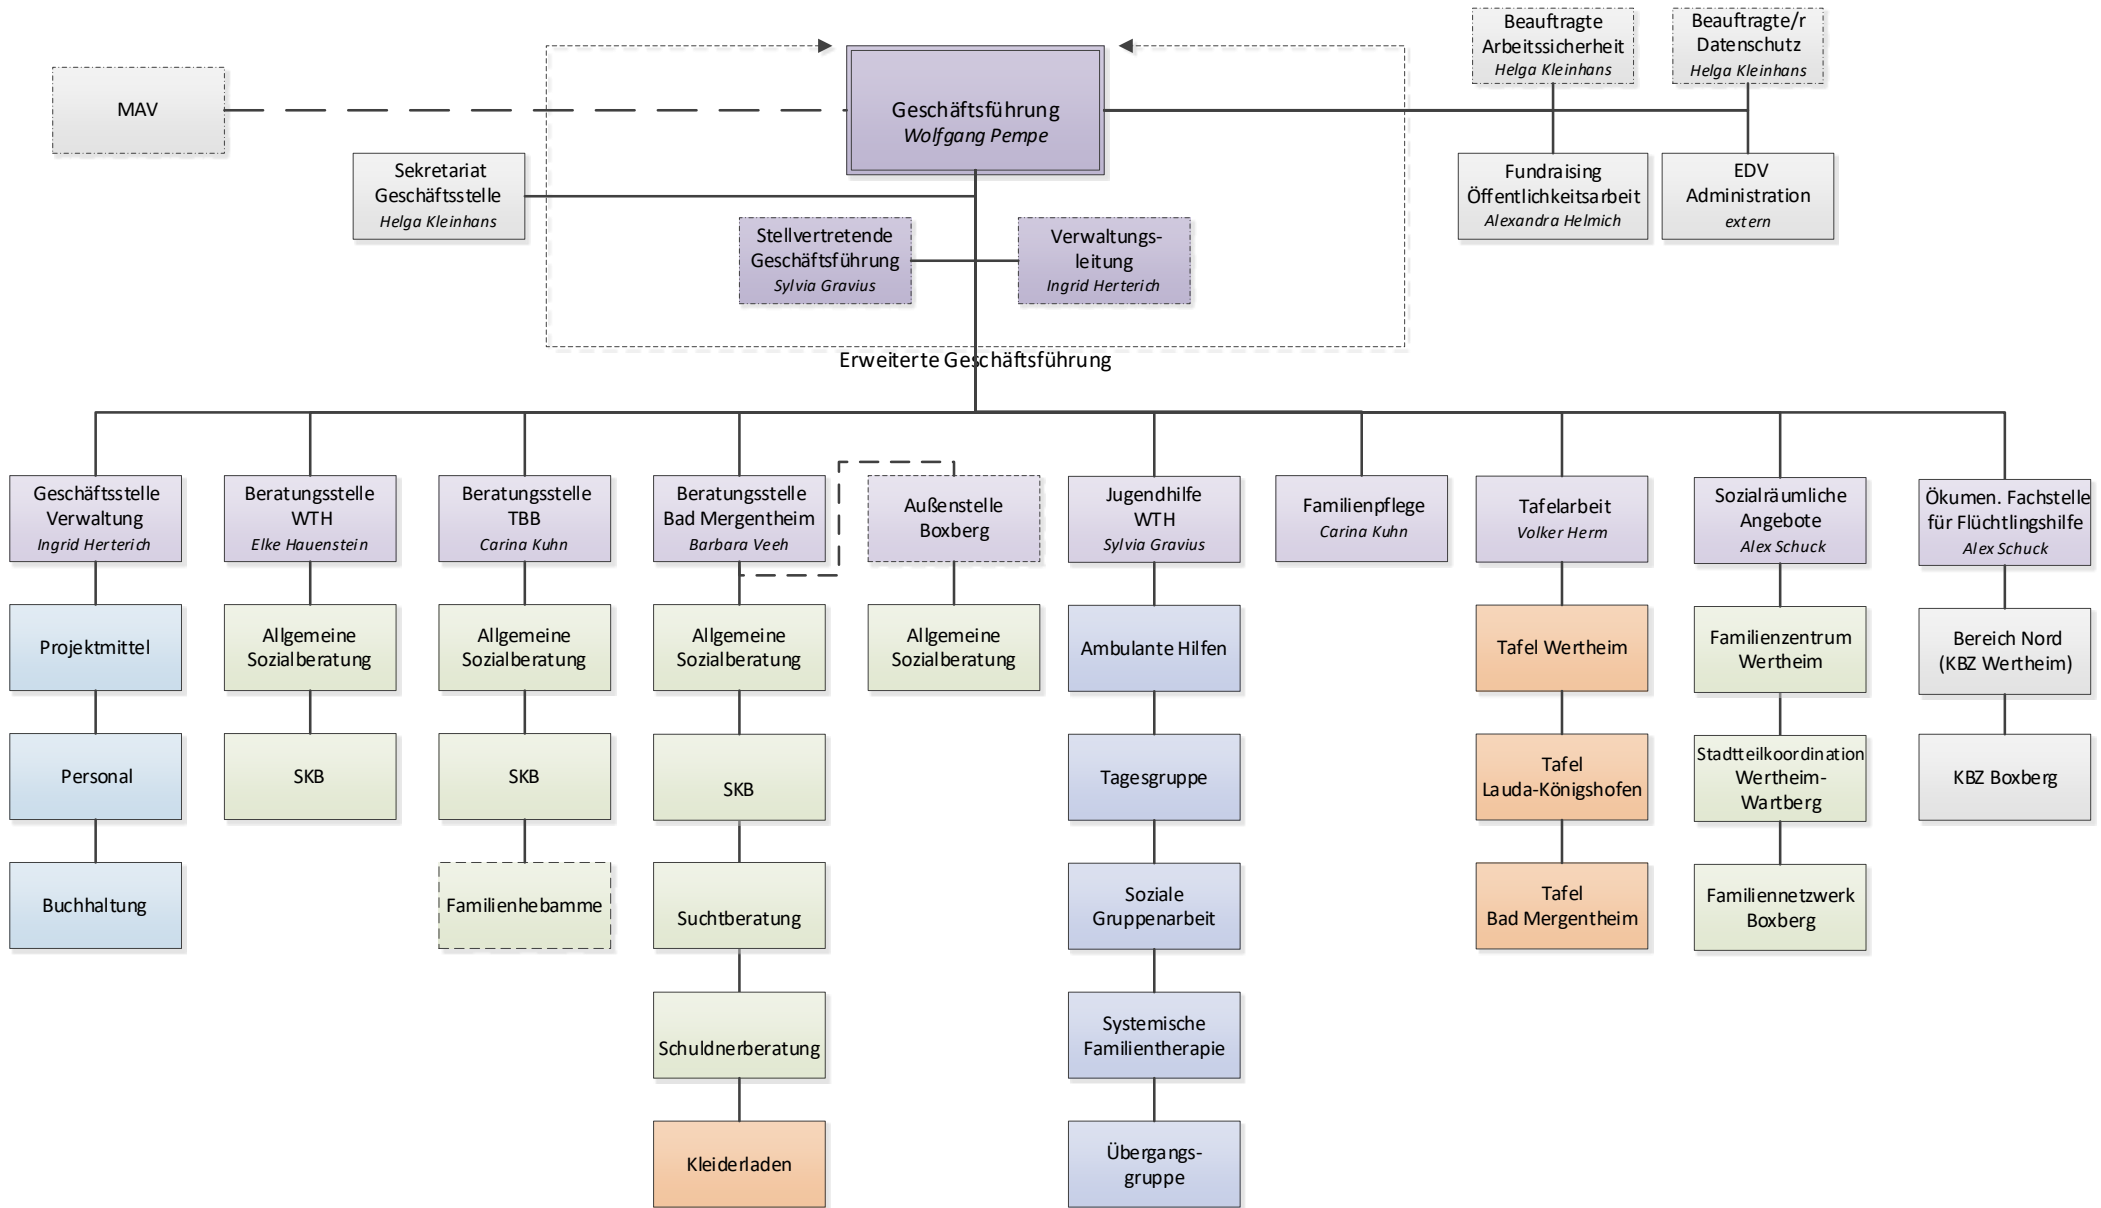 Beauftragte
Arbeitssicherheit
Helga Kleinhans
Beauftragte/r
Datenschutz
Helga Kleinhans
MAV
Geschäftsführung
Wolfgang Pempe
Sekretariat
Geschäftsstelle
Helga Kleinhans
Fundraising
Öffentlichkeitsarbeit
Alexandra Helmich
EDV
Administration
extern
Stellvertretende
Geschäftsführung
Sylvia Gravius
Verwaltungs-
leitung
Ingrid Herterich
Erweiterte Geschäftsführung
Geschäftsstelle
Verwaltung
Ingrid Herterich
Projektmittel
Personal
Buchhaltung
Beratungsstelle
WTH
Elke Hauenstein
Allgemeine
Sozialberatung
SKB
Beratungsstelle
TBB
Carina Kuhn
Allgemeine
Sozialberatung
SKB
Familienhebamme
Beratungsstelle
Bad Mergentheim
Barbara Veeh
Allgemeine
Sozialberatung
SKB
Suchtberatung
Schuldnerberatung
Kleiderladen
Außenstelle
Boxberg
Allgemeine
Sozialberatung
Jugendhilfe
WTH
Sylvia Gravius
Ambulante Hilfen
Tagesgruppe
Soziale
Gruppenarbeit
Systemische
Familientherapie
Übergangs-
gruppe
Familienpflege
Carina Kuhn
Tafelarbeit
Volker Herm
Tafel Wertheim
Tafel
Lauda-Königshofen
Tafel
Bad Mergentheim
Sozialräumliche
Angebote
Alex Schuck
Familienzentrum
Wertheim
Stadtteilkoordination
Wertheim-
Wartberg
Familiennetzwerk
Boxberg
Ökumen. Fachstelle
für Flüchtlingshilfe
Alex Schuck
Bereich Nord
(KBZ Wertheim)
KBZ Boxberg